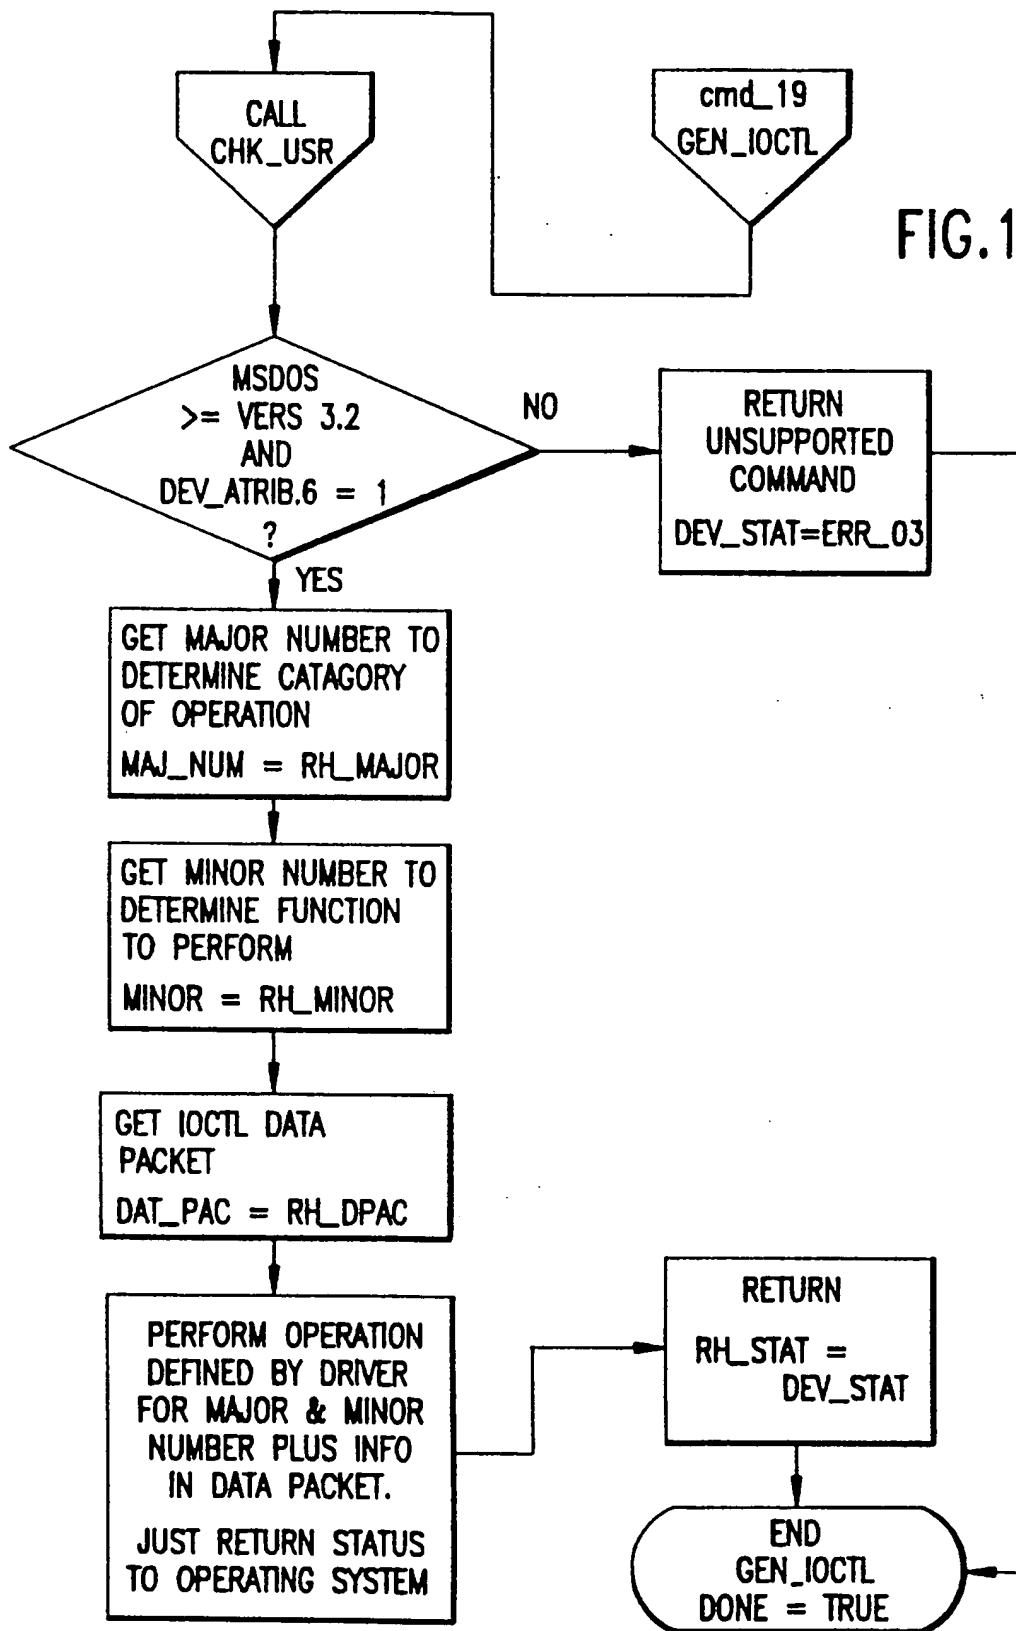 CALL
CHK_USR
cmd_19
GEN_IOCTL
FIG.1
MSDOS
>= VERS 3.2
AND
DEV_ATRIB.6 = 1
?
NO
YES
RETURN
UNSUPPORTED
COMMAND
DEV_STAT=ERR_03
GET MAJOR NUMBER TO
DETERMINE CATAGORY
OF OPERATION
MAJ_NUM = RH_MAJOR
GET MINOR NUMBER TO
DETERMINE FUNCTION
TO PERFORM
MINOR = RH_MINOR
GET IOCTL DATA
PACKET
DAT_PAC = RH_DPAC
PERFORM OPERATION
DEFINED BY DRIVER
FOR MAJOR & MINOR
NUMBER PLUS INFO
IN DATA PACKET.
JUST RETURN STATUS
TO OPERATING SYSTEM
RETURN
RH_STAT =
DEV_STAT
END
GEN_IOCTL
DONE = TRUE